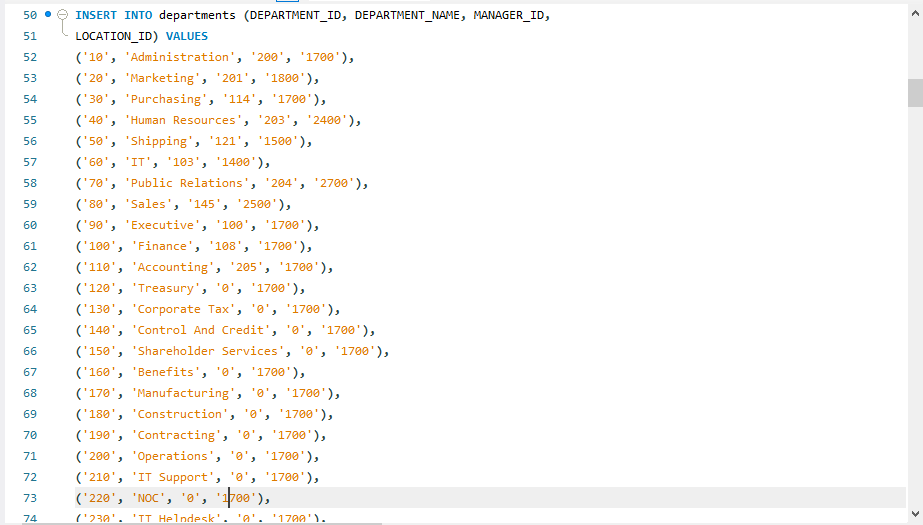 50 INSERT INTO departments (DEPARTMENT_ID, DEPARTMENT_NAME, MANAGER_ID,
51 LOCATION_ID) VALUES
52 ('10', 'Administration', '200', '1700'),
53 ('20', 'Marketing', '201', '1800'),
54 ('30', 'Purchasing', '114', '1700'),
55 ('40', 'Human Resources', '203', '2400'),
56 ('50', 'Shipping', '121', '1500'),
57 ('60', 'IT', '103', '1400'),
58 ('70', 'Public Relations', '204', '2700'),
59 ('80', 'Sales', '145', '2500'),
60 ('90', 'Executive', '100', '1700'),
61 ('100', 'Finance', '108', '1700'),
62 ('110', 'Accounting', '205', '1700'),
63 ('120', 'Treasury', '0', '1700'),
64 ('130', 'Corporate Tax', '0', '1700'),
65 ('140', 'Control And Credit', '0', '1700'),
66 ('150', 'Shareholder Services', '0', '1700'),
67 ('160', 'Benefits', '0', '1700'),
68 ('170', 'Manufacturing', '0', '1700'),
69 ('180', 'Construction', '0', '1700'),
70 ('190', 'Contracting', '0', '1700'),
71 ('200', 'Operations', '0', '1700'),
72 ('210', 'IT Support', '0', '1700'),
73 ('220', 'NOC', '0', '1700'),
74 ('230', 'IT Helpdesk', '0', '1700'),